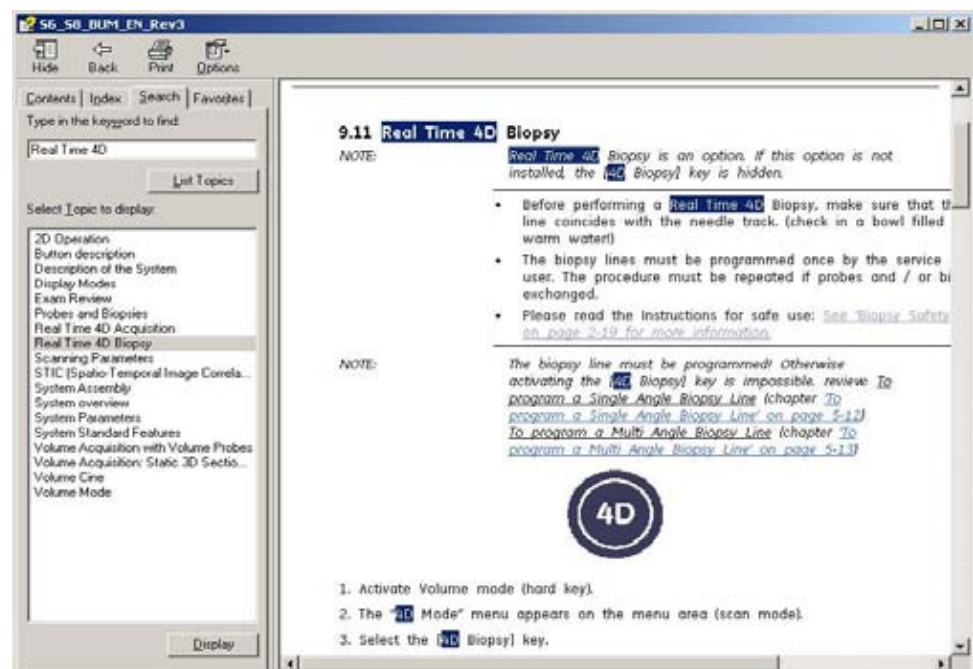 S6_S8_BUM_EN_Rev3
Hide Back Print Options
Contents Index Search Favorites
Type in the keyword to find:
Real Time 4D
List Topics
Select Topic to display:
2D Operation
Button description
Description of the System
Display Modes
Exam Review
Probes and Biopsies
Real Time 4D Acquisition
Real Time 4D Biopsy
Scanning Parameters
STIC (Spatio-Temporal Image Correla...
System Assembly
System overview
System Parameters
System Standard Features
Volume Acquisition with Volume Probes
Volume Acquisition: Static 3D Sectio...
Volume Cine
Volume Mode
Display
9.11 Real Time 4D Biopsy
NOTE: Real Time 4D Biopsy is an option. If this option is not
installed, the [4D Biopsy] key is hidden.
• Before performing a Real Time 4D Biopsy, make sure that th
line coincides with the needle track. (check in a bowl filled
warm water!)
• The biopsy lines must be programmed once by the service
user. The procedure must be repeated if probes and / or bi
exchanged.
• Please read the Instructions for safe use: See 'Biopsy Safety
on page 2-19 for more information.
NOTE: The biopsy line must be programmed! Otherwise
activating the [4D Biopsy] key is impossible. review: To
program a Single Angle Biopsy Line (chapter 'To
program a Single Angle Biopsy Line' on page 5-12)
To program a Multi Angle Biopsy Line (chapter 'To
program a Multi Angle Biopsy Line' on page 5-13)
4D
1. Activate Volume mode (hard key).
2. The "4D Mode" menu appears on the menu area (scan mode).
3. Select the [4D Biopsy] key.